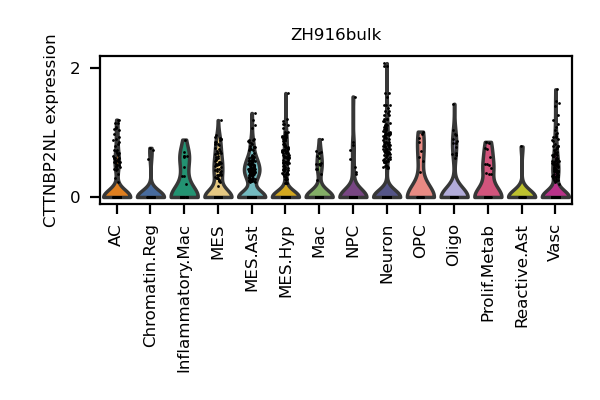 ZH916bulk
CTTNBP2NL expression
2
0
AC
Chromatin.Reg
Inflammatory.Mac
MES
MES.Ast
MES.Hyp
Mac
NPC
Neuron
OPC
Oligo
Prolif.Metab
Reactive.Ast
Vasc